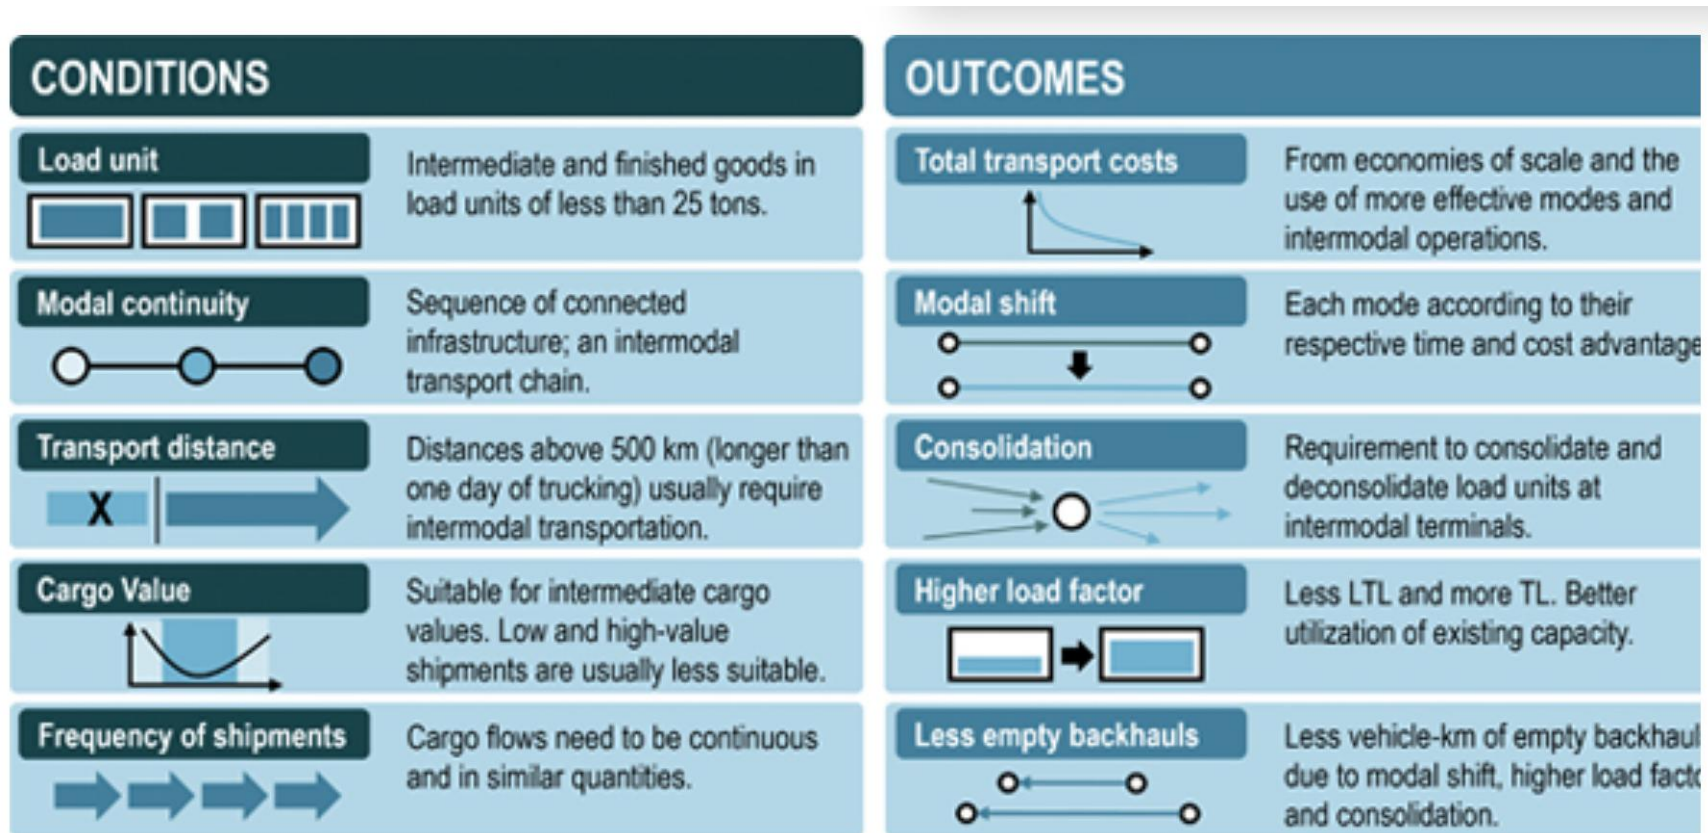 CONDITIONS
Load unit
Intermediate and finished goods in
load units of less than 25 tons.
Modal continuity
Sequence of connected
infrastructure; an intermodal
transport chain.
Transport distance
X
Distances above 500 km (longer than
one day of trucking) usually require
intermodal transportation.
Cargo Value
Suitable for intermediate cargo
values. Low and high-value
shipments are usually less suitable.
Frequency of shipments
Cargo flows need to be continuous
and in similar quantities.
OUTCOMES
Total transport costs
From economies of scale and the
use of more effective modes and
intermodal operations.
Modal shift
Each mode according to their
respective time and cost advantage
Consolidation
Requirement to consolidate and
deconsolidate load units at
intermodal terminals.
Higher load factor
Less LTL and more TL. Better
utilization of existing capacity.
Less empty backhauls
Less vehicle-km of empty
due to modal shift, higher load
and consolidation.